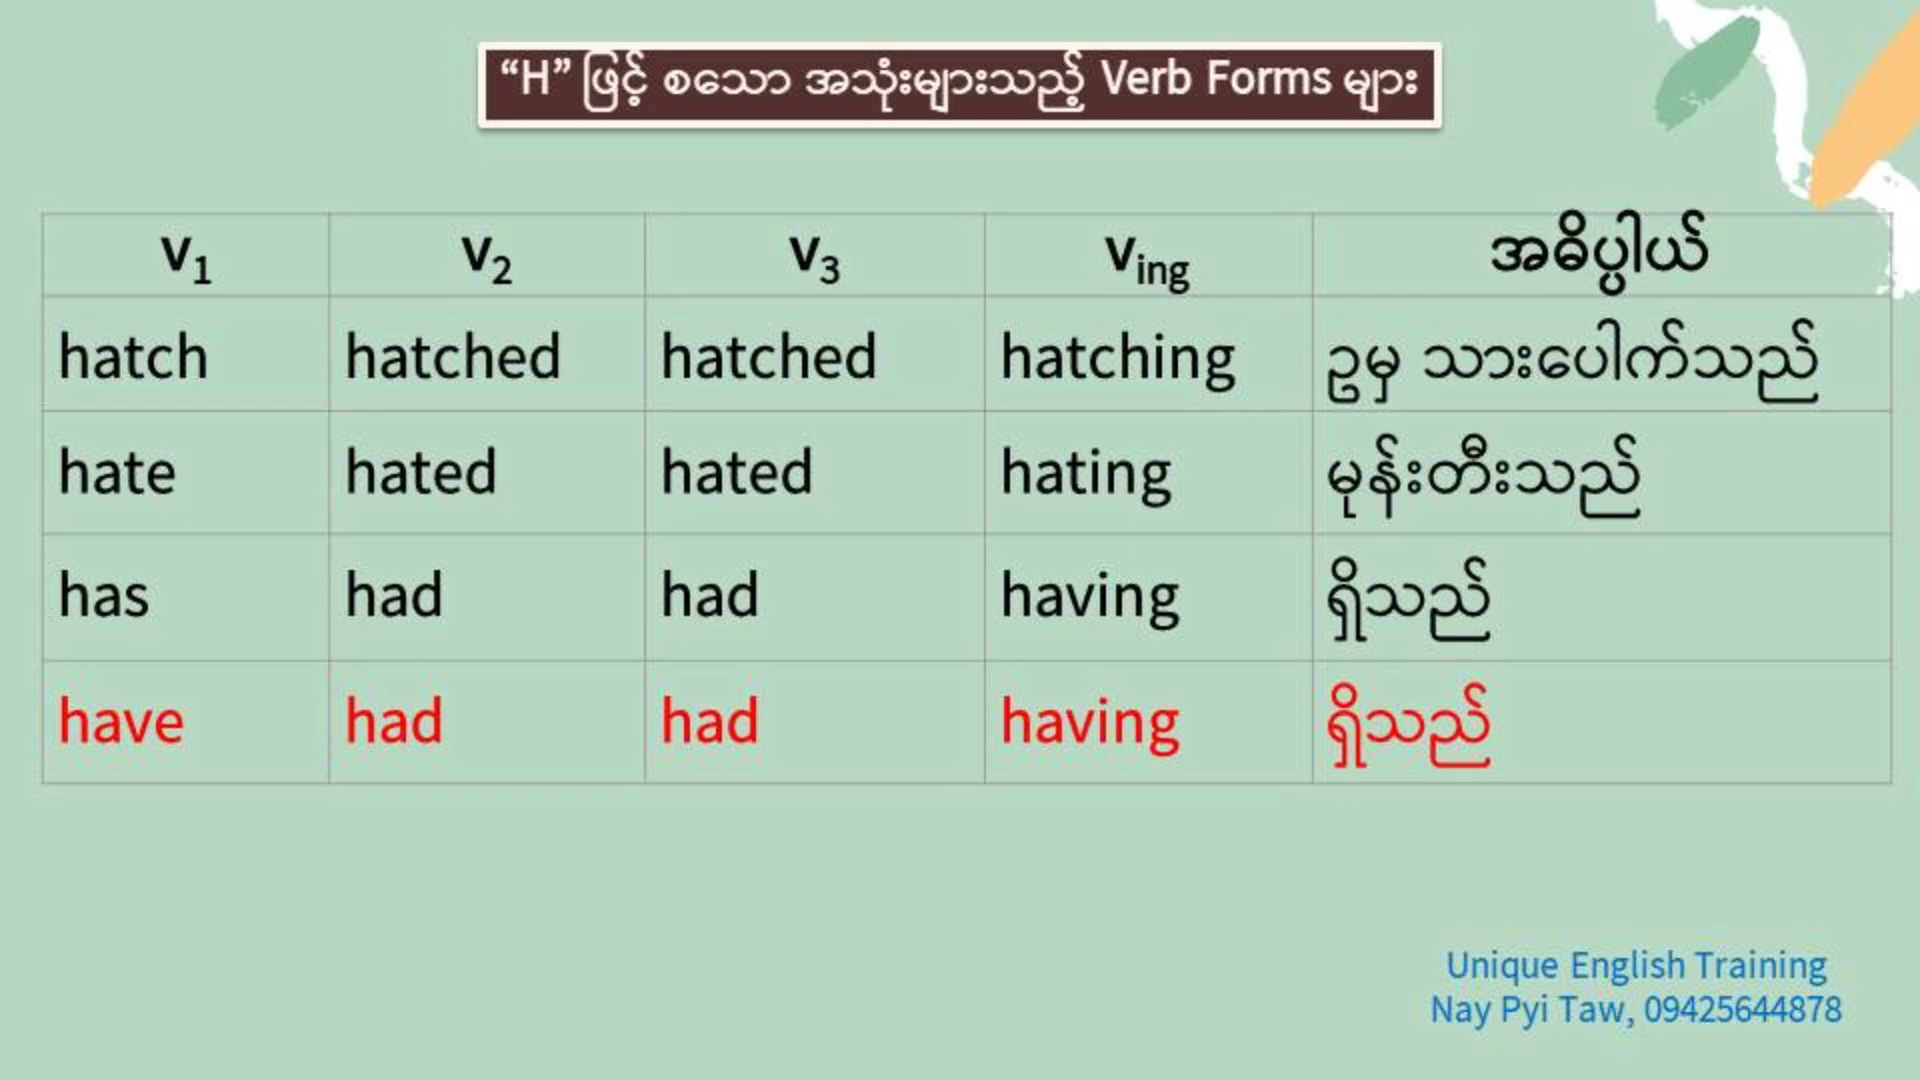 “H” ဖြင့် စသော အသုံးများသည့် Verb Forms များ
V1 V2 V3 Ving အဓိပ္ပါယ်
hatch hatched hatched hatching ဥမှ သားပေါက်သည်
hate hated hated hating မုန်းတီးသည်
has had had having ရှိသည်
have had had having ရှိသည်
Unique English Training
Nay Pyi Taw, 09425644878